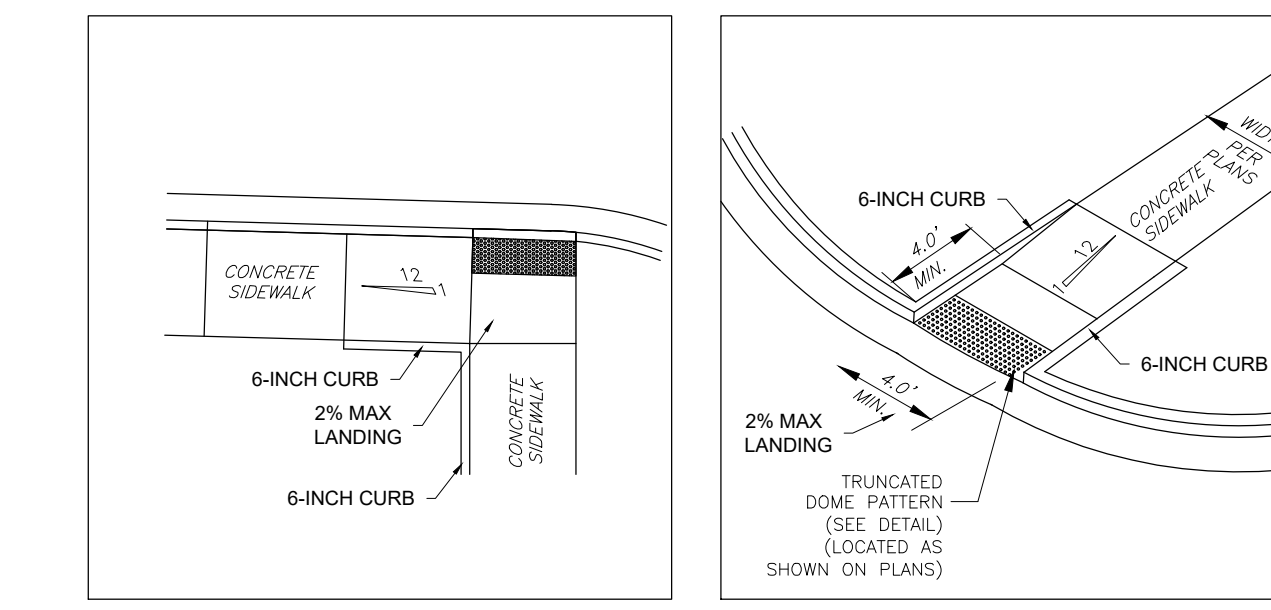 CONCRETE
SIDEWALK
12
1
6-INCH CURB
2% MAX
LANDING
CONCRETE
SIDEWALK
6-INCH CURB
6-INCH CURB
4.0'
MIN.
PER
PLANS
CONCRETE
SIDEWALK
12
1
6-INCH CURB
4.0'
MIN.
2% MAX
LANDING
TRUNCATED
DOME PATTERN
(SEE DETAIL)
(LOCATED AS
SHOWN ON PLANS)